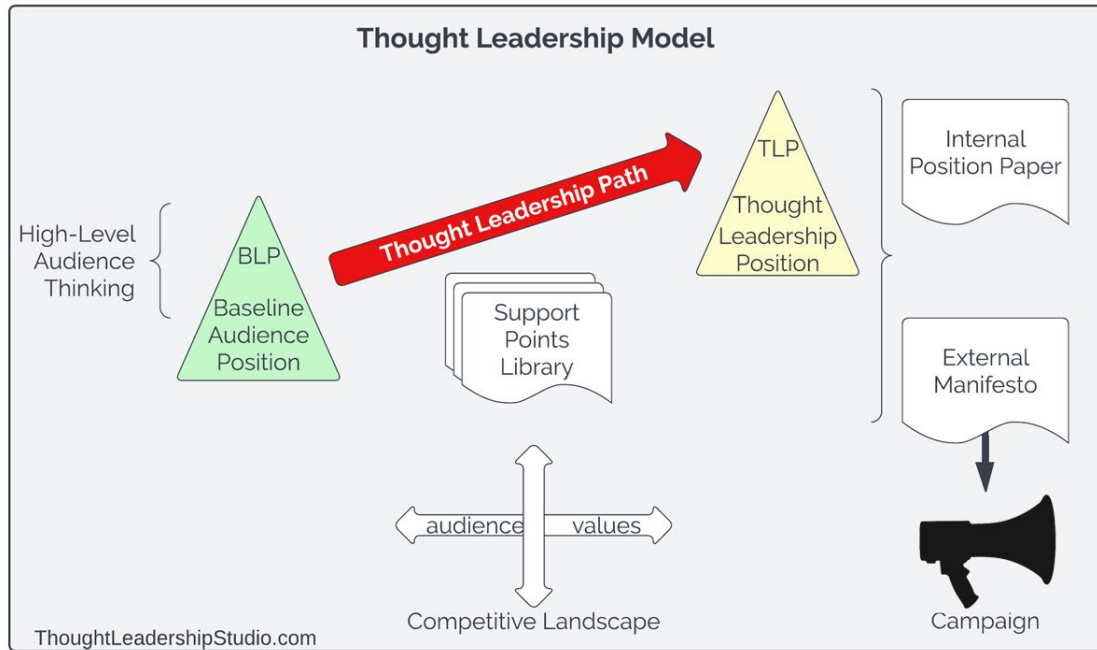 Thought Leadership Model
High-Level
Audience
Thinking
BLP
Baseline
Audience
Position
Thought Leadership Path
Support
Points
Library
TLP
Thought
Leadership
Position
Internal
Position Paper
External
Manifesto
audience values
Competitive Landscape
Campaign
ThoughtLeadershipStudio.com